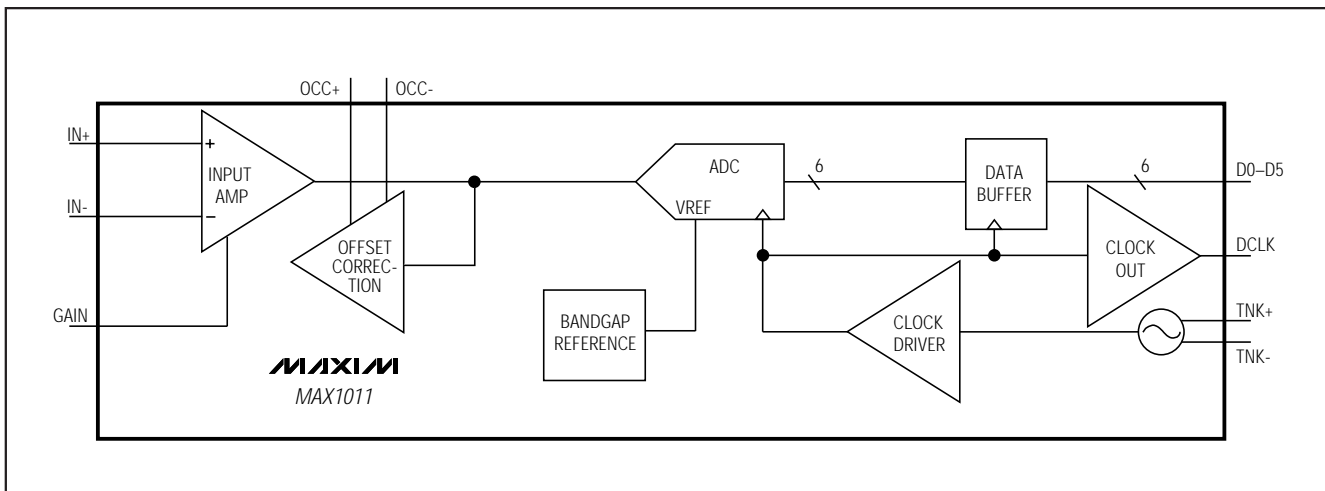 OCC+
OCC-
IN+
+
INPUT
AMP
IN-
−
GAIN
OFFSET
CORREC-
TION
MAXIM
MAX1011
ADC
VREF
6
BANDGAP
REFERENCE
DATA
BUFFER
6
D0–D5
CLOCK
OUT
DCLK
CLOCK
DRIVER
TNK+
TNK-